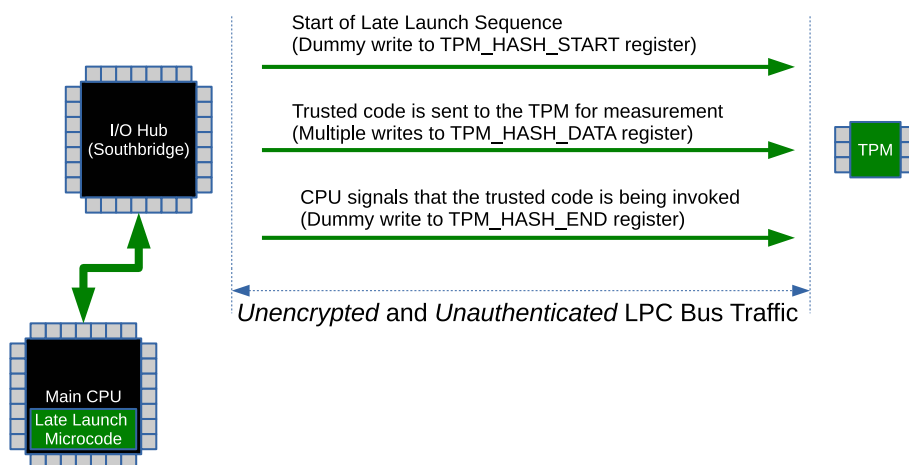 Start of Late Launch Sequence
(Dummy write to TPM_HASH_START register)
I/O Hub
(Southbridge)
Trusted code is sent to the TPM for measurement
(Multiple writes to TPM_HASH_DATA register)
TPM
CPU signals that the trusted code is being invoked
(Dummy write to TPM_HASH_END register)
Unencrypted and Unauthenticated LPC Bus Traffic
Main CPU
Late Launch
Microcode